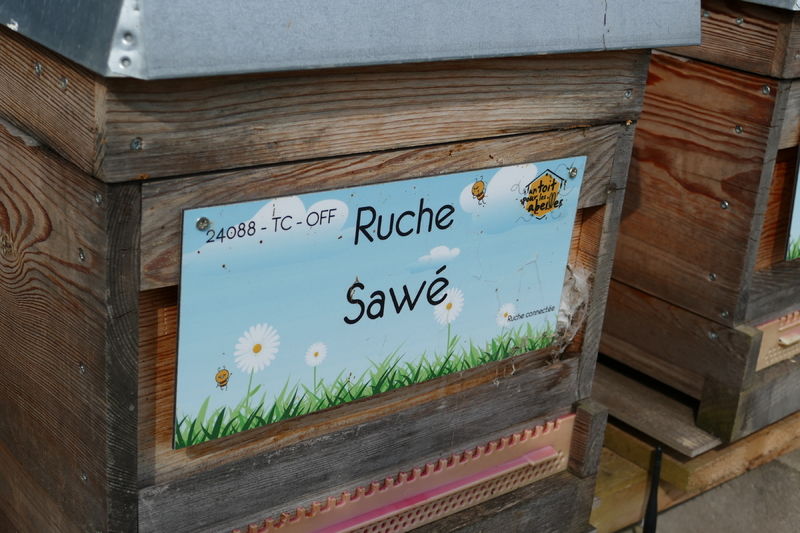 24088 - TC - OFF
Ruche
Sawé
un toit
pour les
abeilles
Ruche connectée